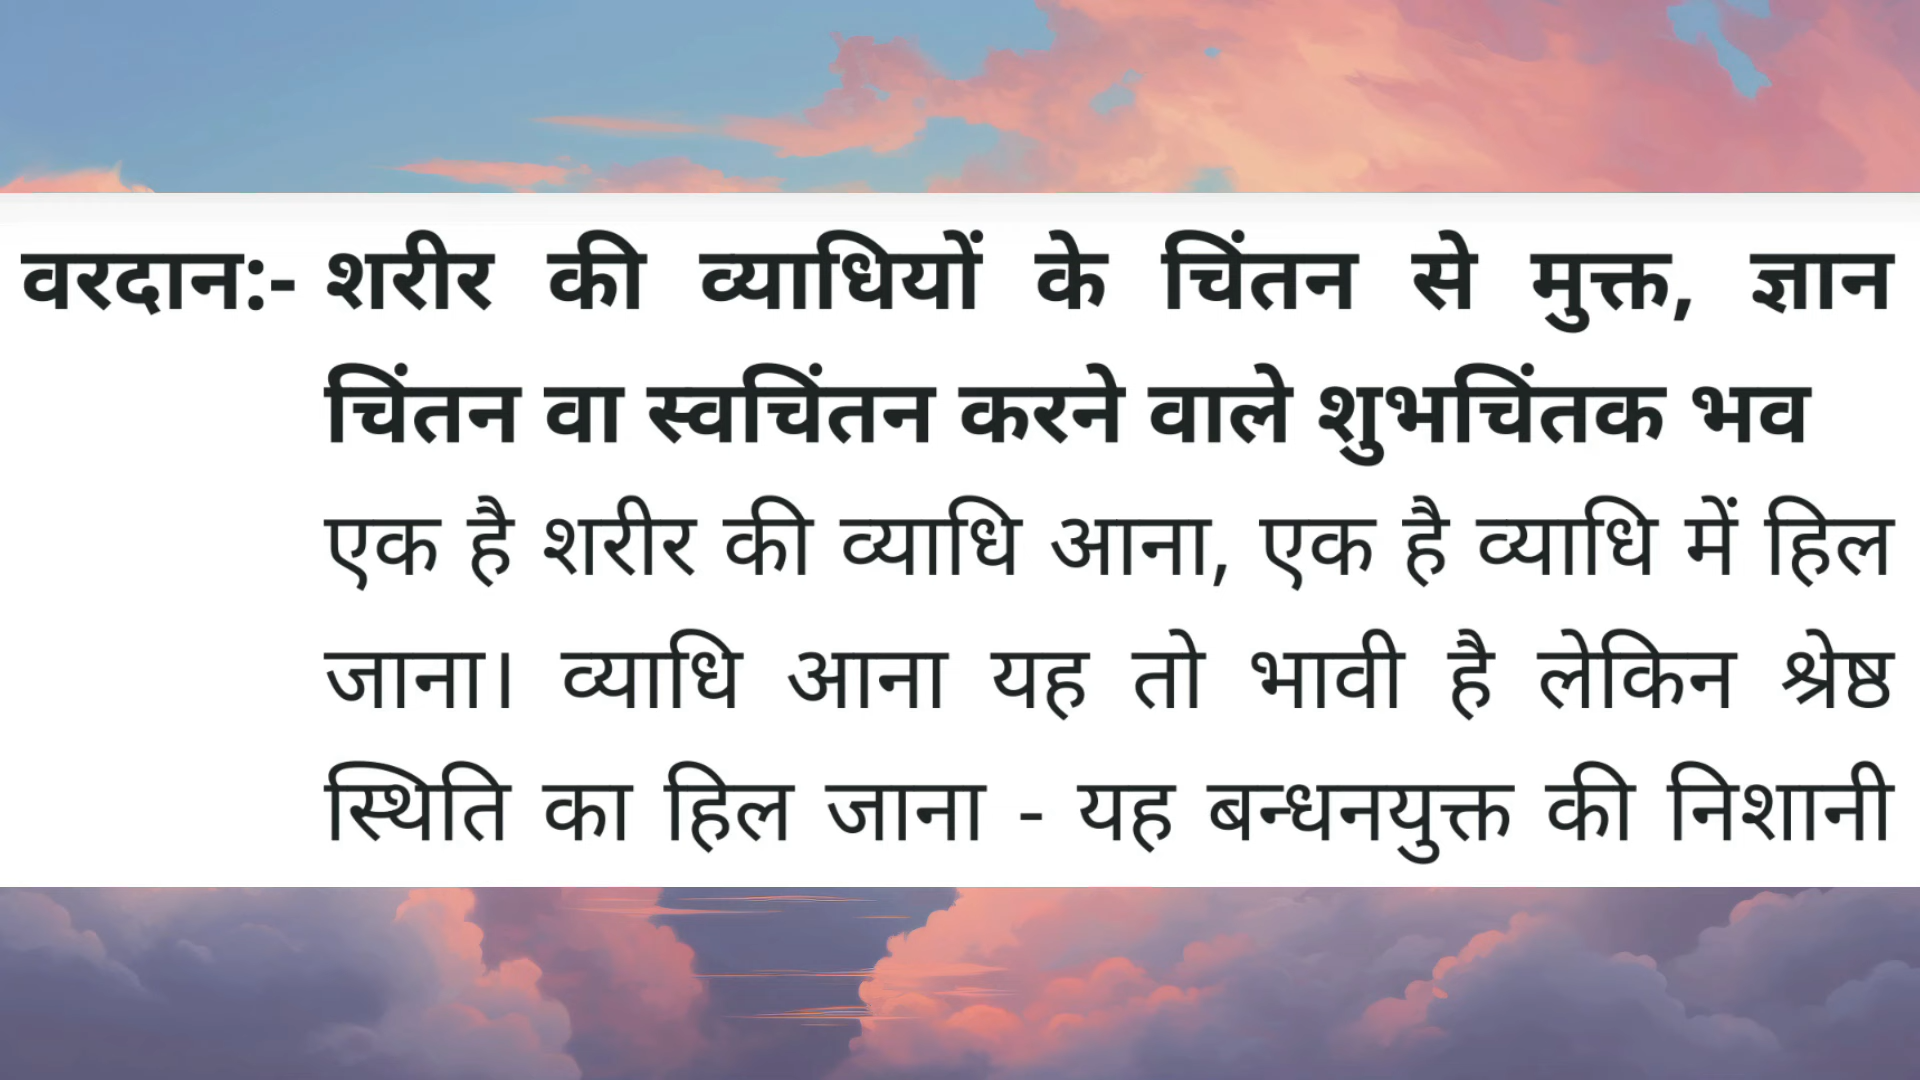 वरदान:- शरीर की व्याधियों के चिंतन से मुक्त, ज्ञान
चिंतन वा स्वचिंतन करने वाले शुभचिंतक भव
एक है शरीर की व्याधि आना, एक है व्याधि में हिल
जाना। व्याधि आना यह तो भावी है लेकिन श्रेष्ठ
स्थिति का हिल जाना - यह बन्धनयुक्त की निशानी